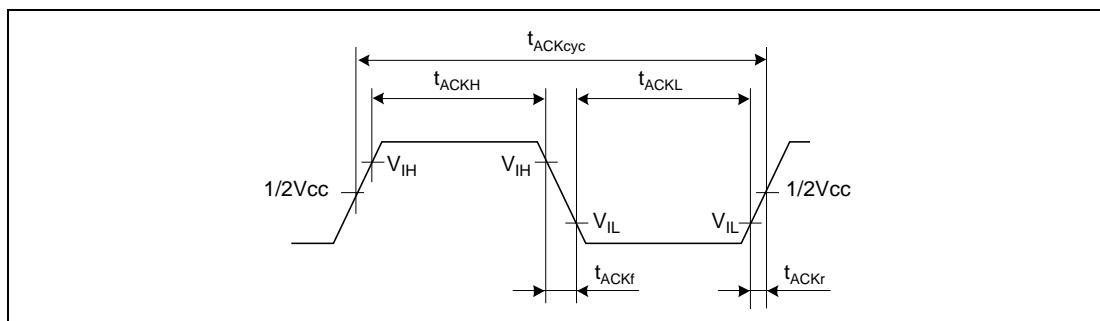 tACKcyc
tACKH tACKL
VIH VIH
1/2Vcc 1/2Vcc
VIL VIL
tACKf tACKr